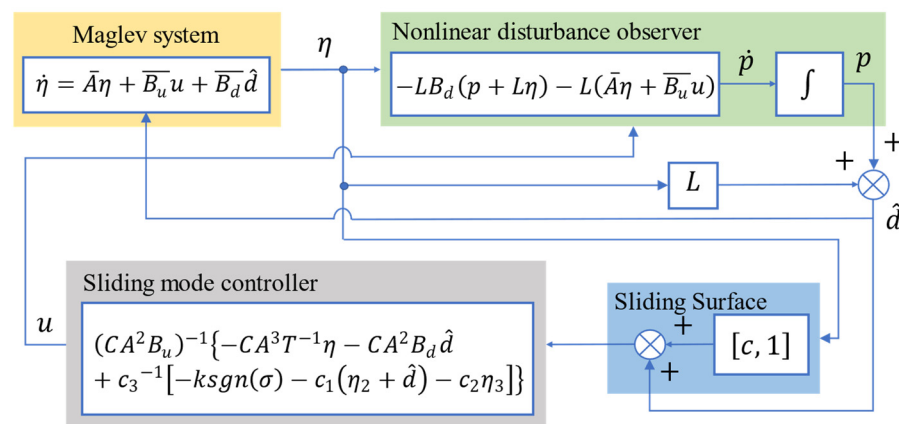 Maglev system
η̇ = Āη + B̅ᵤu + B̅_d d̂
η
Nonlinear disturbance observer
−LB_d(p + Lη) − L(Āη + B̅ᵤu)
ṗ
∫
p
+
+
L
d̂
Sliding mode controller
u
(CA²Bᵤ)⁻¹{−CA³T⁻¹η − CA²B_d d̂
+ c₃⁻¹[−ksgn(σ) − c₁(η₂ + d̂) − c₂η₃]}
Sliding Surface
+
+
[c, 1]